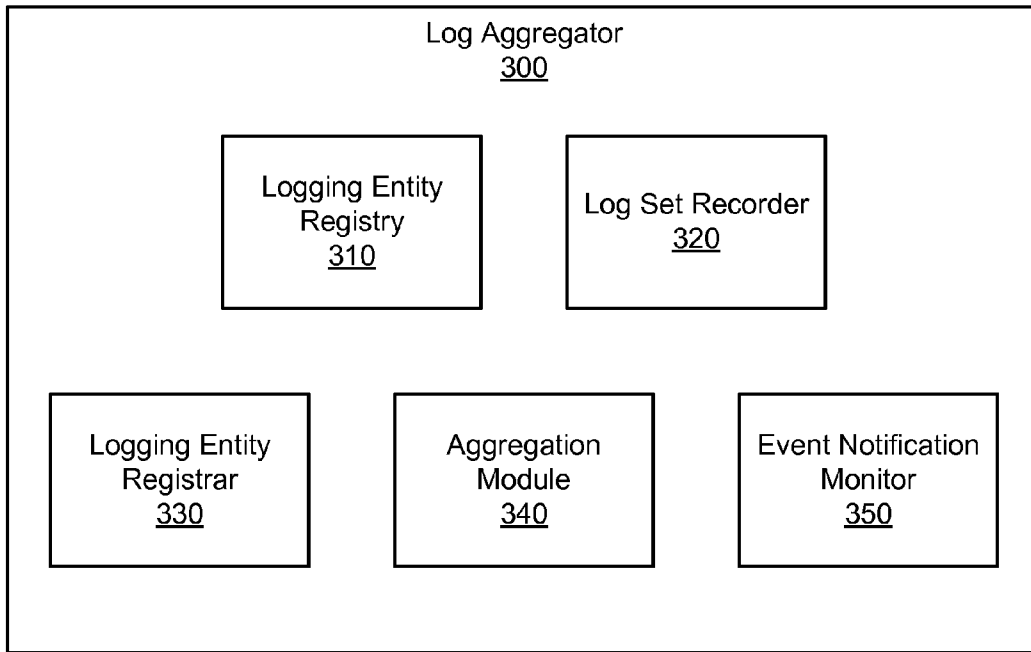 Log Aggregator
300
Logging Entity
Registry
310
Log Set Recorder
320
Logging Entity
Registrar
330
Aggregation
Module
340
Event Notification
Monitor
350